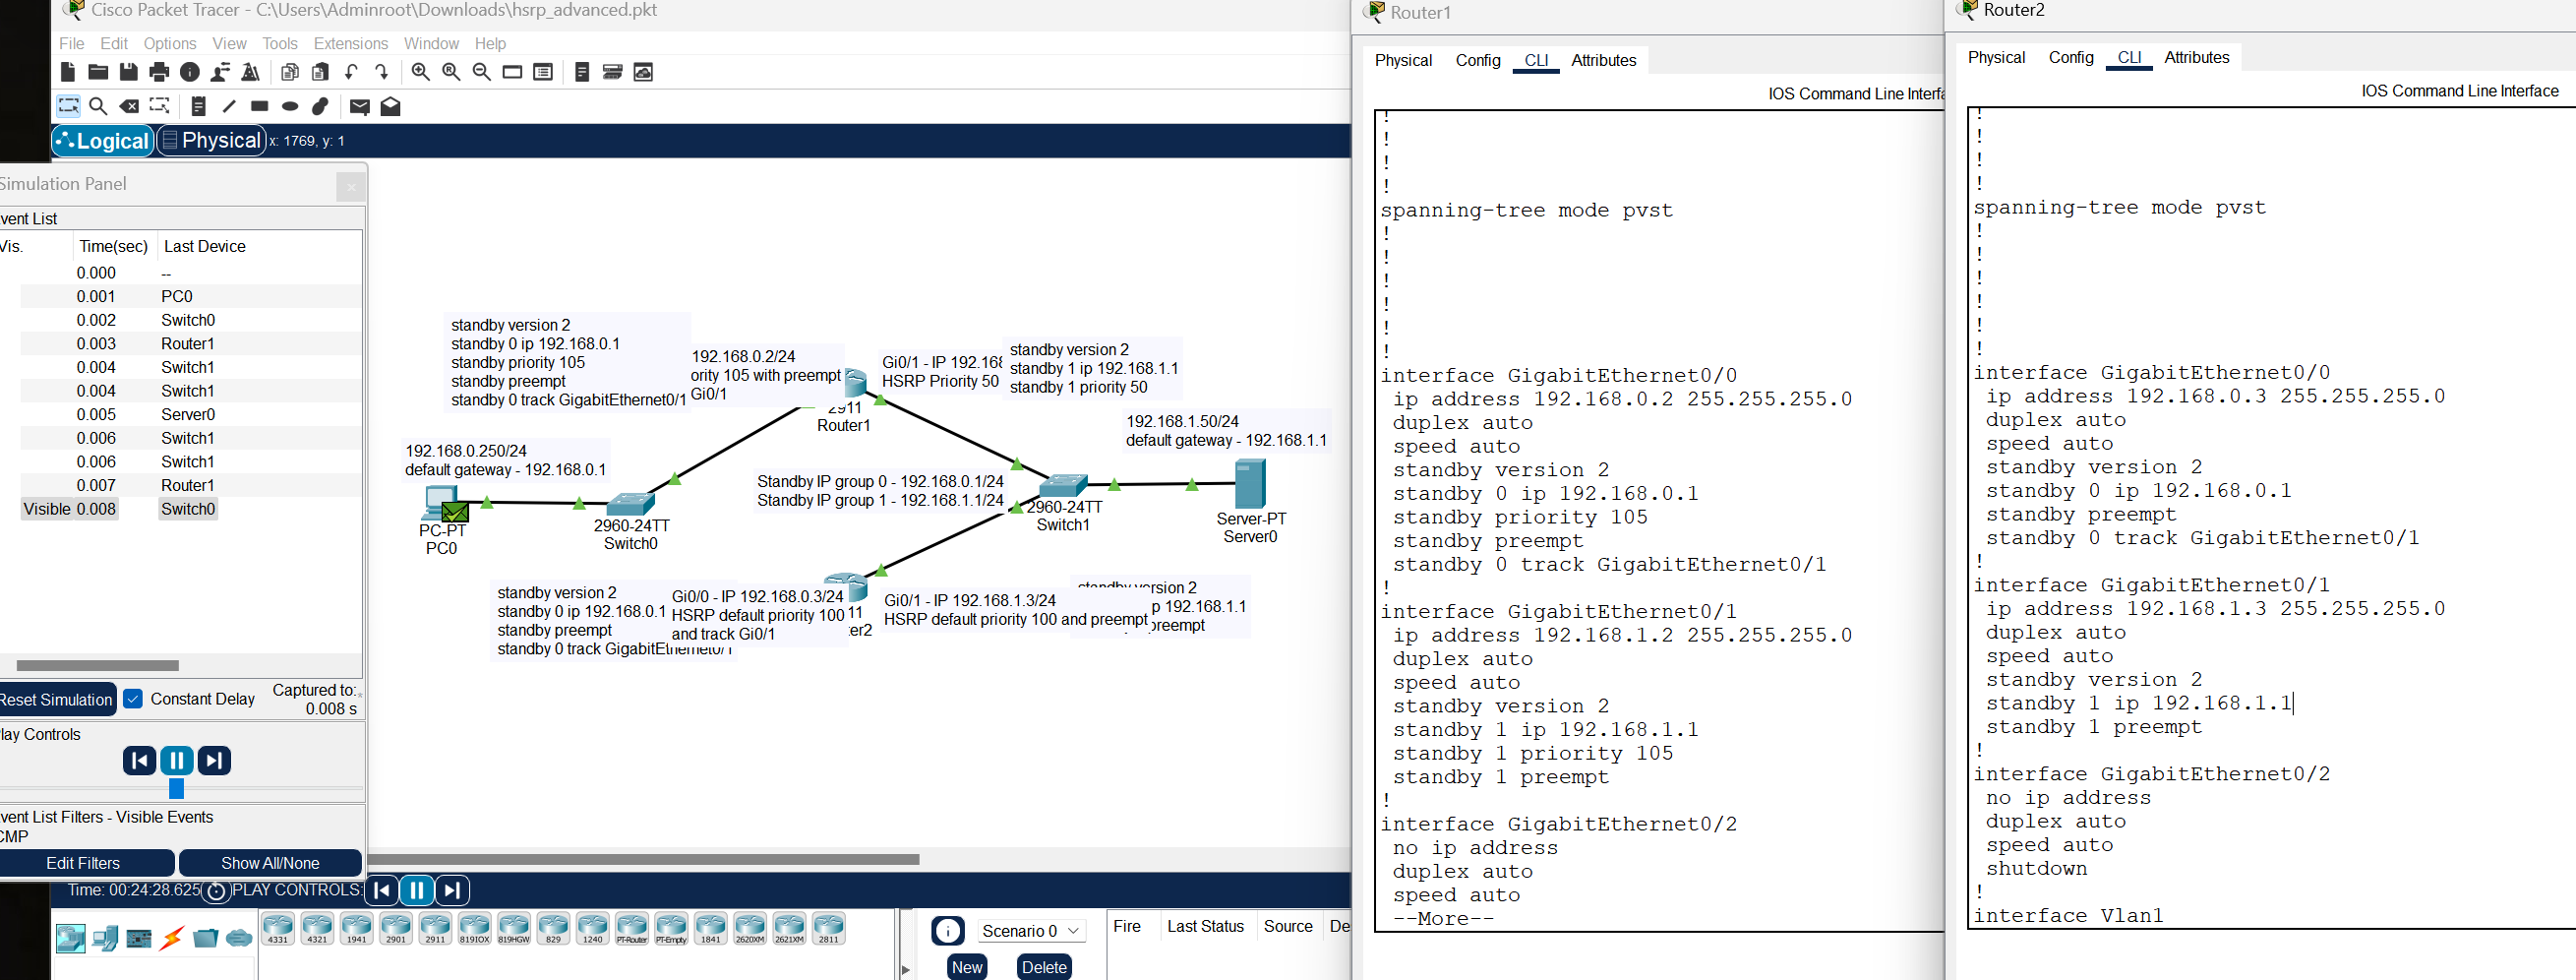 Cisco Packet Tracer - C:\Users\Adminroot\Downloads\hsrp_advanced.pkt
File Edit Options View Tools Extensions Window Help
Logical Physical x: 1769, y: 1
Simulation Panel
vent List
Vis. Time(sec) Last Device
0.000 --
0.001 PC0
0.002 Switch0
0.003 Router1
0.004 Switch1
0.004 Switch1
0.005 Server0
0.006 Switch1
0.006 Switch1
0.007 Router1
Visible 0.008 Switch0
Reset Simulation Constant Delay Captured to:
0.008 s
lay Controls
vent List Filters - Visible Events
CMP
Edit Filters Show All/None
standby version 2
standby 0 ip 192.168.0.1
standby priority 105
standby preempt
standby 0 track GigabitEthernet0/1
192.168.0.2/24
ority 105 with preempt
Gi0/1
Gi0/1 - IP 192.168
HSRP Priority 50
standby version 2
standby 1 ip 192.168.1.1
standby 1 priority 50
2911
Router1
192.168.1.50/24
default gateway - 192.168.1.1
192.168.0.250/24
default gateway - 192.168.0.1
Standby IP group 0 - 192.168.0.1/24
Standby IP group 1 - 192.168.1.1/24
PC-PT
PC0
2960-24TT
Switch0
2960-24TT
Switch1
Server-PT
Server0
standby version 2
standby 0 ip 192.168.0.1
standby preempt
standby 0 track GigabitEthernet0/1
Gi0/0 - IP 192.168.0.3/24
HSRP default priority 100
and track Gi0/1
11
ter2
Gi0/1 - IP 192.168.1.3/24
HSRP default priority 100 and preempt
standby version 2
p 192.168.1.1
preempt
Time: 00:24:28.625 PLAY CONTROLS:
4331 4321 1941 2901 2911 819IOX 819HGW 829 1240 PT-Router PT-Empty 1841 2620XM 2621XM 2811
Scenario 0
New Delete
Fire Last Status Source De
Router1
Physical Config CLI Attributes
IOS Command Line Interfa
!
!
!
!
spanning-tree mode pvst
!
!
!
!
!
!
interface GigabitEthernet0/0
ip address 192.168.0.2 255.255.255.0
duplex auto
speed auto
standby version 2
standby 0 ip 192.168.0.1
standby priority 105
standby preempt
standby 0 track GigabitEthernet0/1
!
interface GigabitEthernet0/1
ip address 192.168.1.2 255.255.255.0
duplex auto
speed auto
standby version 2
standby 1 ip 192.168.1.1
standby 1 priority 105
standby 1 preempt
!
interface GigabitEthernet0/2
no ip address
duplex auto
speed auto
--More--
Router2
Physical Config CLI Attributes
IOS Command Line Interface
!
!
!
!
spanning-tree mode pvst
!
!
!
!
!
!
interface GigabitEthernet0/0
ip address 192.168.0.3 255.255.255.0
duplex auto
speed auto
standby version 2
standby 0 ip 192.168.0.1
standby preempt
standby 0 track GigabitEthernet0/1
!
interface GigabitEthernet0/1
ip address 192.168.1.3 255.255.255.0
duplex auto
speed auto
standby version 2
standby 1 ip 192.168.1.1
standby 1 preempt
!
interface GigabitEthernet0/2
no ip address
duplex auto
speed auto
shutdown
!
interface Vlan1